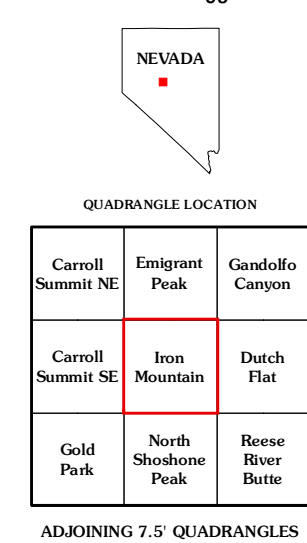 NEVADA
QUADRANGLE LOCATION
Carroll
Summit NE
Emigrant
Peak
Gandolfo
Canyon
Carroll
Summit SE
Iron
Mountain
Dutch
Flat
Gold
Park
North
Shoshone
Peak
Reese
River
Butte
ADJOINING 7.5' QUADRANGLES